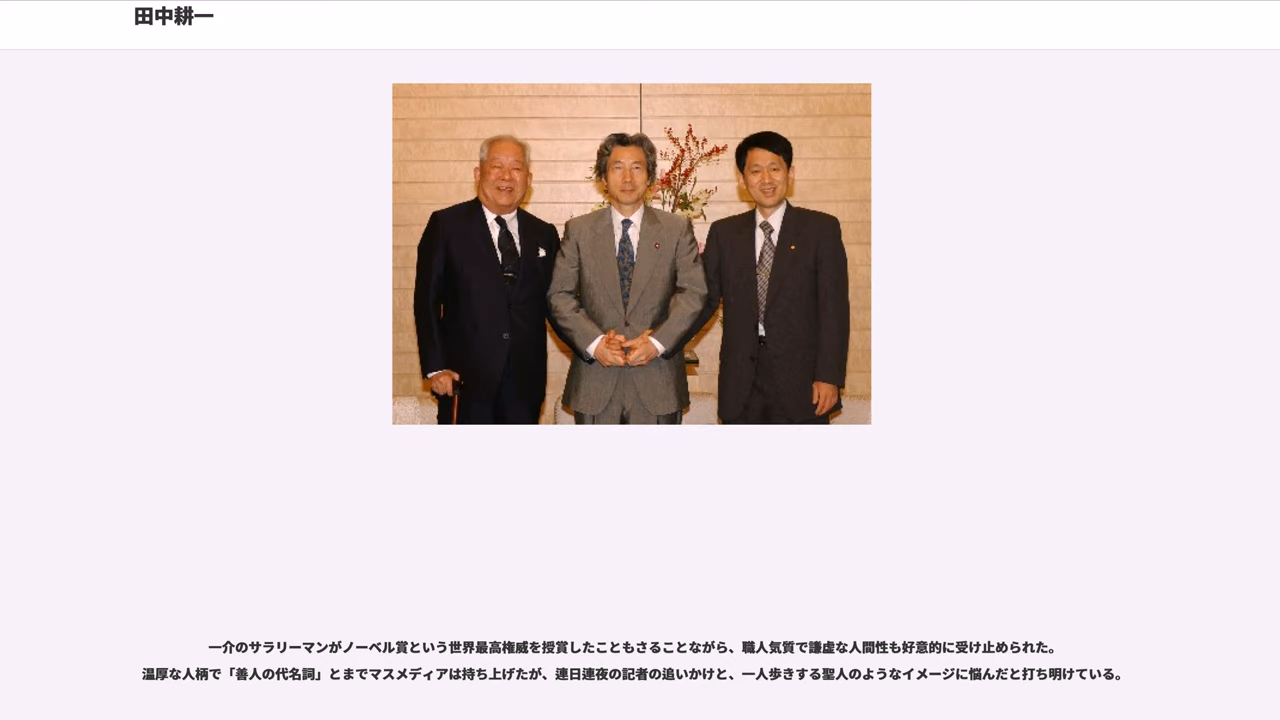 田中耕一
一介のサラリーマンがノーベル賞という世界最高権威を授賞したこともさることながら、職人気質で謙虚な人間性も好意的に受け止められた。
温厚な人柄で「善人の代名詞」とまでマスメディアは持ち上げたが、連日連夜の記者の追いかけと、一人歩きする聖人のようなイメージに悩んだと打ち明けている。